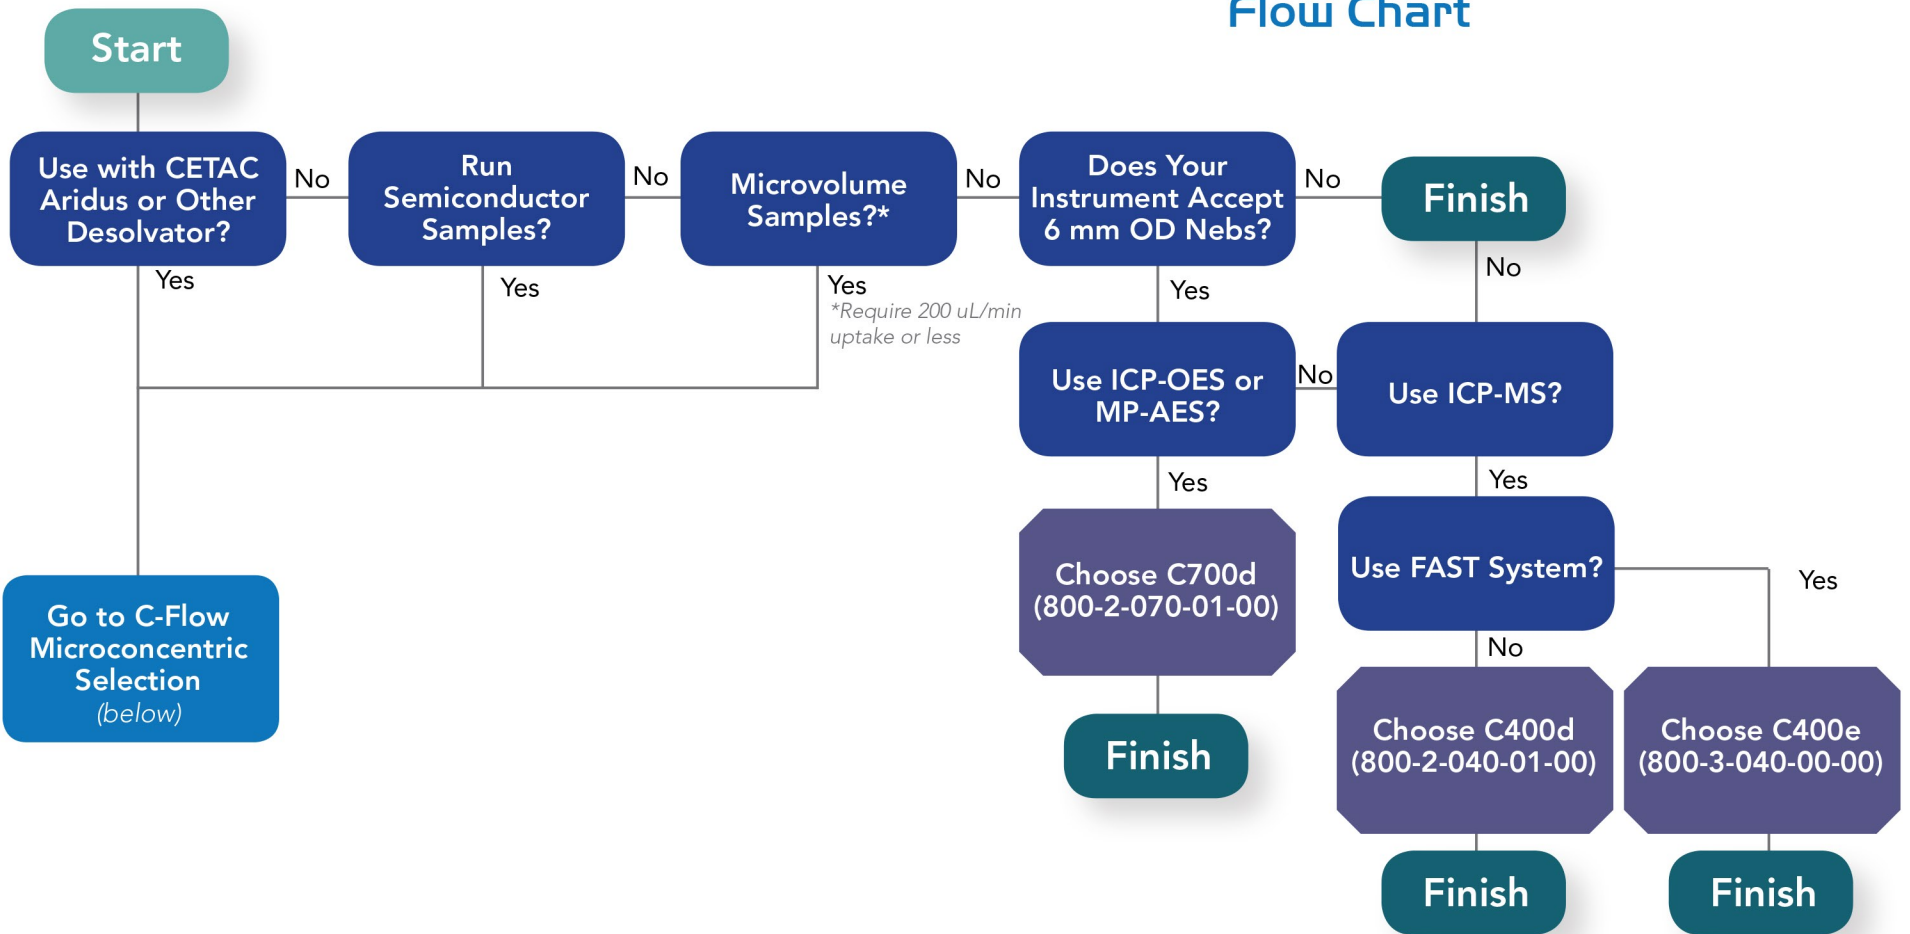 Flow Chart
Start
Use with CETAC
Aridus or Other
Desolvator?
No
Run
Semiconductor
Samples?
No
Microvolume
Samples?*
No
Does Your
Instrument Accept
6 mm OD Nebs?
No
Finish
Yes
Yes
Yes
*Require 200 uL/min
uptake or less
Yes
No
Use ICP-OES or
MP-AES?
No
Use ICP-MS?
Yes
Yes
Choose C700d
(800-2-070-01-00)
Use FAST System?
Yes
No
Go to C-Flow
Microconcentric
Selection
(below)
Finish
Choose C400d
(800-2-040-01-00)
Choose C400e
(800-3-040-00-00)
Finish
Finish